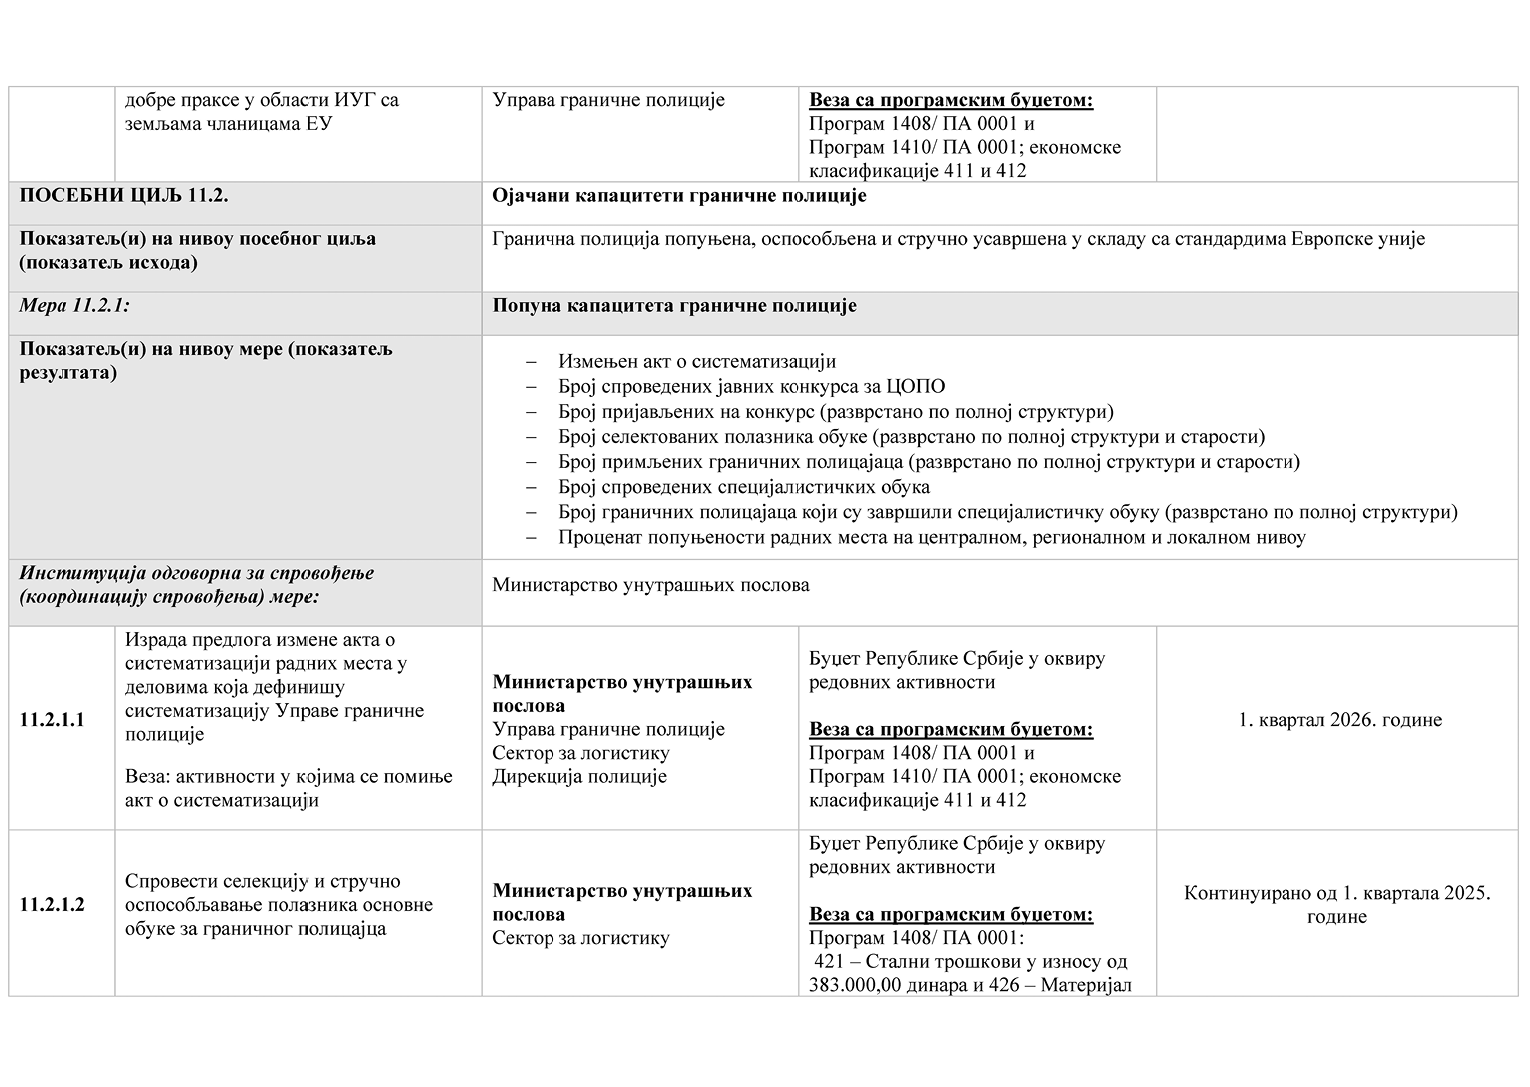 добре праксе у области ИУГ са
земљама чланицама ЕУ
Управа граничне полиције
Веза са програмским буџетом:
Програм 1408/ ПА 0001 и
Програм 1410/ ПА 0001; економске
класификације 411 и 412
ПОСЕБНИ ЦИЉ 11.2.
Ојачани капацитети граничне полиције
Показатељ(и) на нивоу посебног циља
(показатељ исхода)
Гранична полиција попуњена, оспособљена и стручно усавршена у складу са стандардима Европске уније
Мера 11.2.1:
Попуна капацитета граничне полиције
Показатељ(и) на нивоу мере (показатељ
резултата)
– Измењен акт о систематизацији
– Број спроведених јавних конкурса за ЦОПО
– Број пријављених на конкурс (разврстано по полној структури)
– Број селектованих полазника обуке (разврстано по полној структури и старости)
– Број примљених граничних полицајаца (разврстано по полној структури и старости)
– Број спроведених специјалистичких обука
– Број граничних полицајаца који су завршили специјалистичку обуку (разврстано по полној структури)
– Проценат попуњености радних места на централном, регионалном и локалном нивоу
Институција одговорна за спровођење
(координацију спровођења) мере:
Министарство унутрашњих послова
11.2.1.1
Израда предлога измене акта о
систематизацији радних места у
деловима која дефинишу
систематизацију Управе граничне
полиције
Веза: активности у којима се помиње
акт о систематизацији
Министарство унутрашњих
послова
Управа граничне полиције
Сектор за логистику
Дирекција полиције
Буџет Републике Србије у оквиру
редовних активности
Веза са програмским буџетом:
Програм 1408/ ПА 0001 и
Програм 1410/ ПА 0001; економске
класификације 411 и 412
1. квартал 2026. године
11.2.1.2
Спровести селекцију и стручно
оспособљавање полазника основне
обуке за граничног полицајца
Министарство унутрашњих
послова
Сектор за логистику
Буџет Републике Србије у оквиру
редовних активности
Веза са програмским буџетом:
Програм 1408/ ПА 0001:
421 – Стални трошкови у износу од
383.000,00 динара и 426 – Материјал
Континуирано од 1. квартала 2025.
године